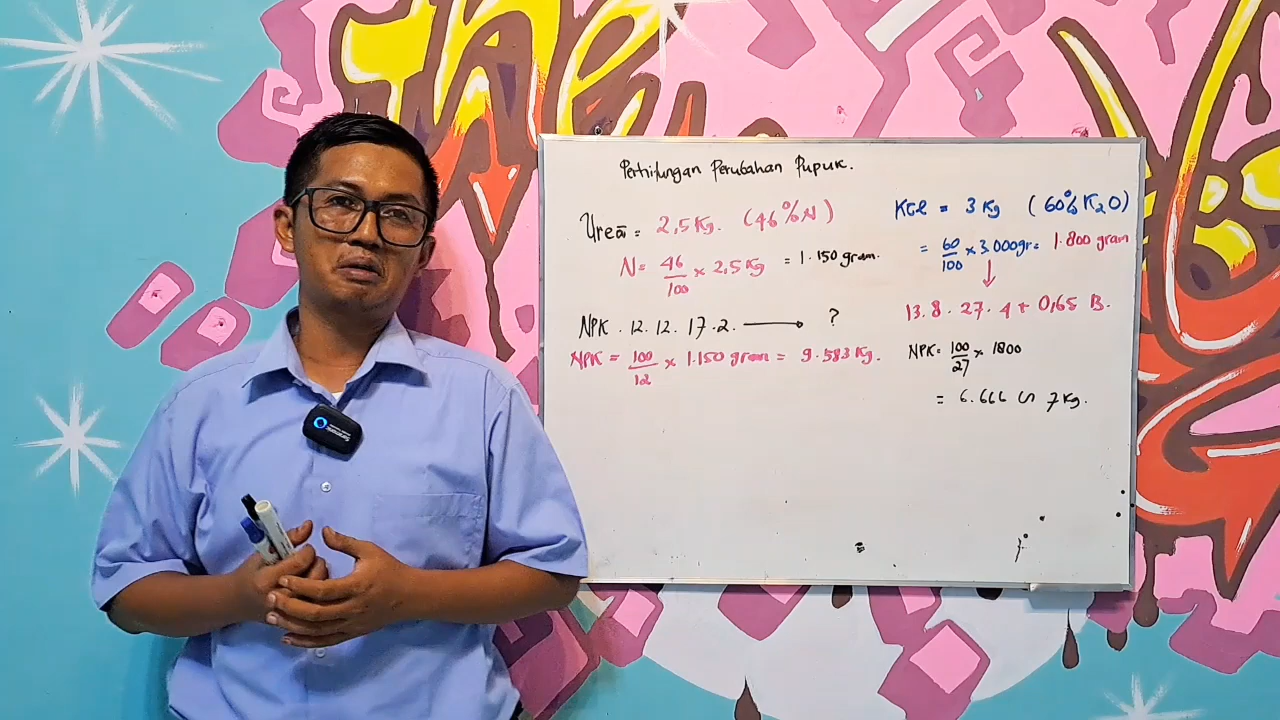 Perhitungan Perubahan Pupuk.
Urea = 2,5 Kg. (46% N)
N = 46/100 x 2,5 Kg = 1.150 gram.
NPK . 12. 12. 17. 2. → ?
NPK = 100/12 x 1.150 gram = 9.583 Kg.
KCl = 3 Kg (60% K2O)
= 60/100 x 3.000gr = 1.800 gram
13. 8. 27. 4 + 0,65 B.
NPK = 100/27 x 1800
= 6.666 ∽ 7 Kg.